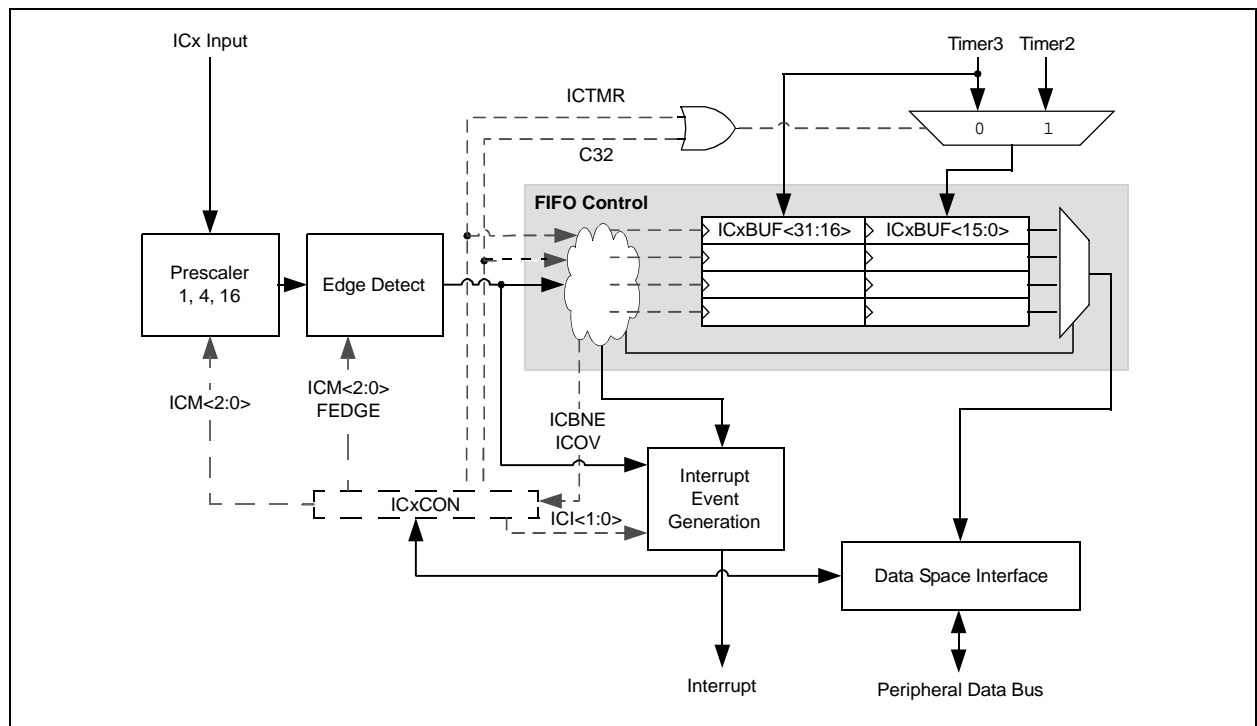 ICx Input
Timer3
Timer2
ICTMR
C32
0
1
FIFO Control
ICxBUF<31:16>
ICxBUF<15:0>
Prescaler
1, 4, 16
Edge Detect
ICM<2:0>
ICM<2:0>
FEDGE
ICBNE
ICOV
Interrupt
Event
Generation
ICxCON
ICI<1:0>
Data Space Interface
Interrupt
Peripheral Data Bus